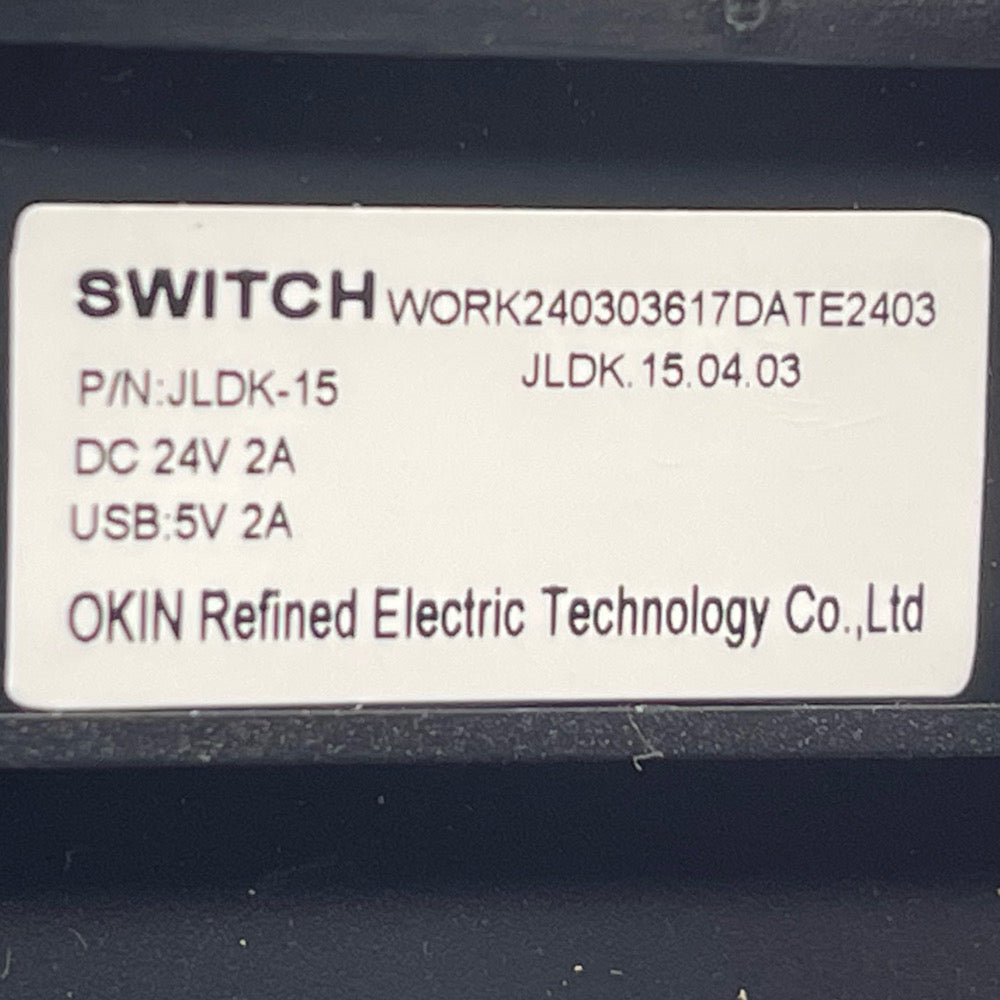 SWITCH WORK240303617DATE2403
P/N:JLDK-15 JLDK.15.04.03
DC 24V 2A
USB:5V 2A
OKIN Refined Electric Technology Co.,Ltd